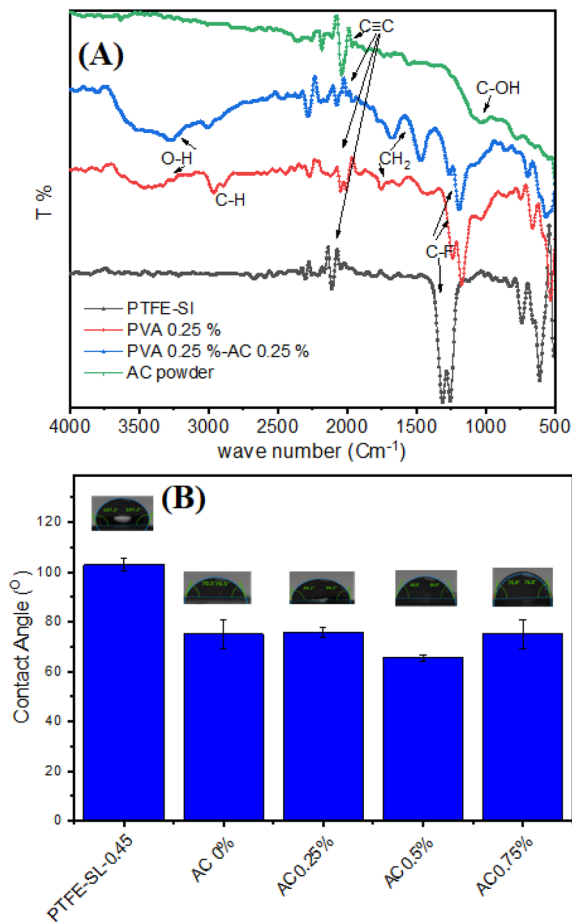 (A)
C≡C
C-OH
O-H
CH2
C-H
C-F
T %
PTFE-SI
PVA 0.25 %
PVA 0.25 %-AC 0.25 %
AC powder
4000 3500 3000 2500 2000 1500 1000 500
wave number (Cm-1)
(B)
120
100
80
60
40
20
0
Contact Angle (O)
PTFE-SL-0.45
AC 0%
AC0.25%
AC0.5%
AC0.75%